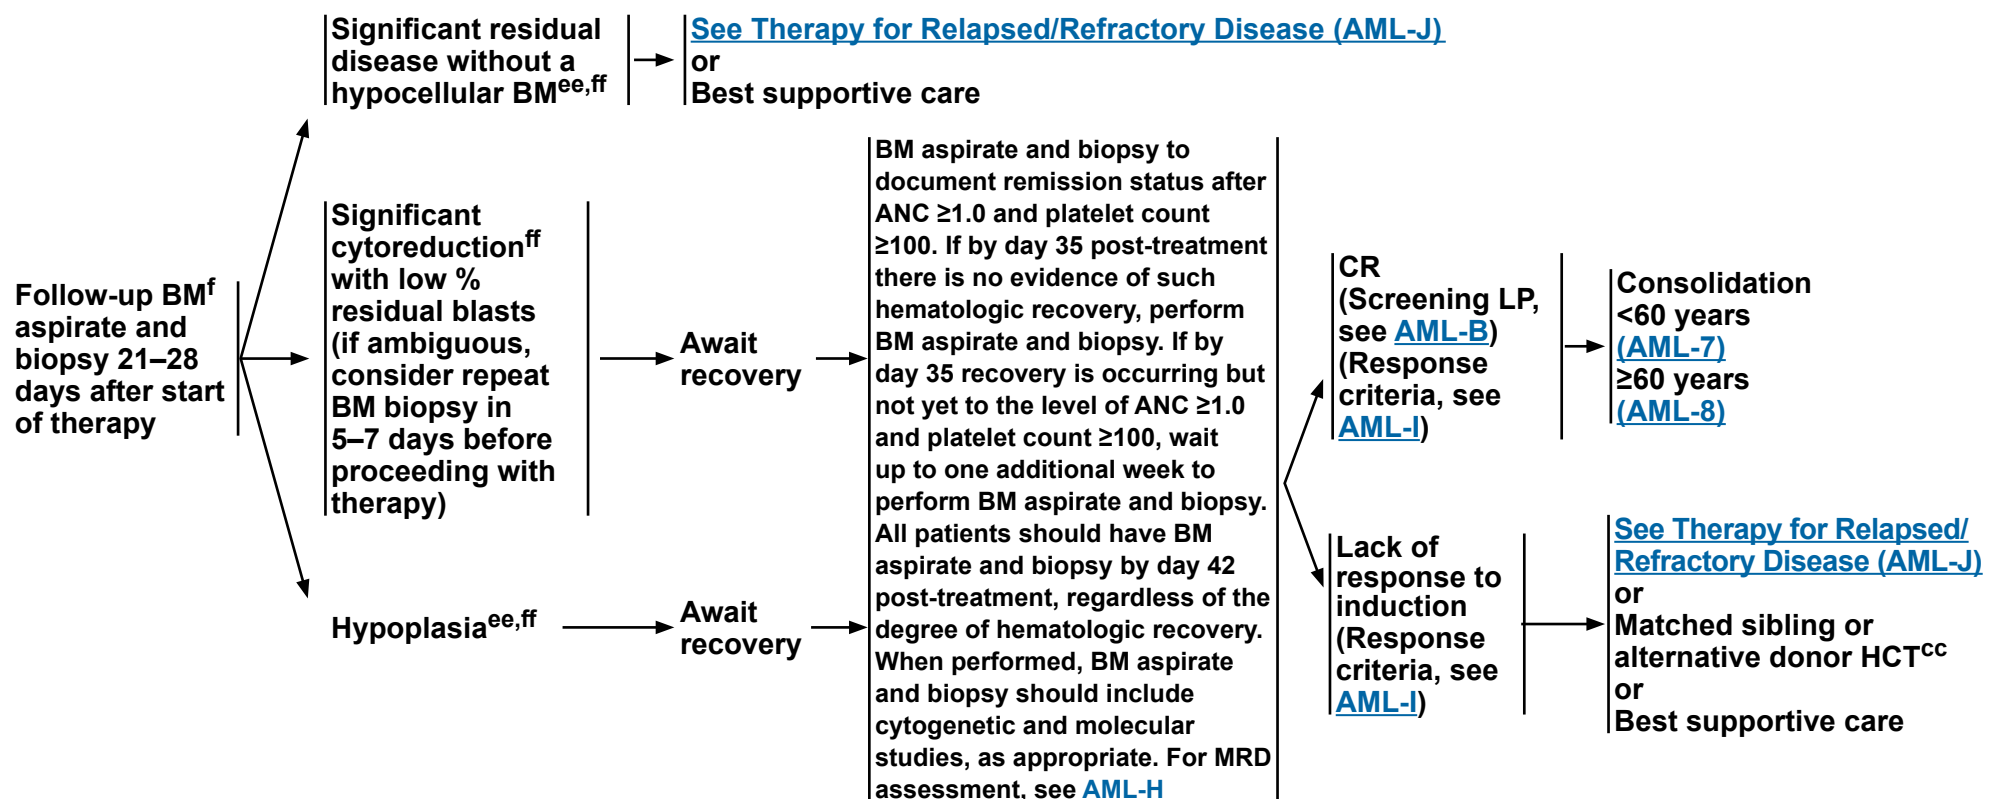 Significant residual
disease without a
hypocellular BMee,ff
See Therapy for Relapsed/Refractory Disease (AML-J)
or
Best supportive care
Follow-up BMf
aspirate and
biopsy 21–28
days after start
of therapy
Significant
cytoreductionff
with low %
residual blasts
(if ambiguous,
consider repeat
BM biopsy in
5–7 days before
proceeding with
therapy)
Await
recovery
Hypoplasiaee,ff
Await
recovery
BM aspirate and biopsy to
document remission status after
ANC ≥1.0 and platelet count
≥100. If by day 35 post-treatment
there is no evidence of such
hematologic recovery, perform
BM aspirate and biopsy. If by
day 35 recovery is occurring but
not yet to the level of ANC ≥1.0
and platelet count ≥100, wait
up to one additional week to
perform BM aspirate and biopsy.
All patients should have BM
aspirate and biopsy by day 42
post-treatment, regardless of the
degree of hematologic recovery.
When performed, BM aspirate
and biopsy should include
cytogenetic and molecular
studies, as appropriate. For MRD
assessment, see AML-H
CR
(Screening LP,
see AML-B)
(Response
criteria, see
AML-I)
Consolidation
<60 years
(AML-7)
≥60 years
(AML-8)
Lack of
response to
induction
(Response
criteria, see
AML-I)
See Therapy for Relapsed/
Refractory Disease (AML-J)
or
Matched sibling or
alternative donor HCTcc
or
Best supportive care